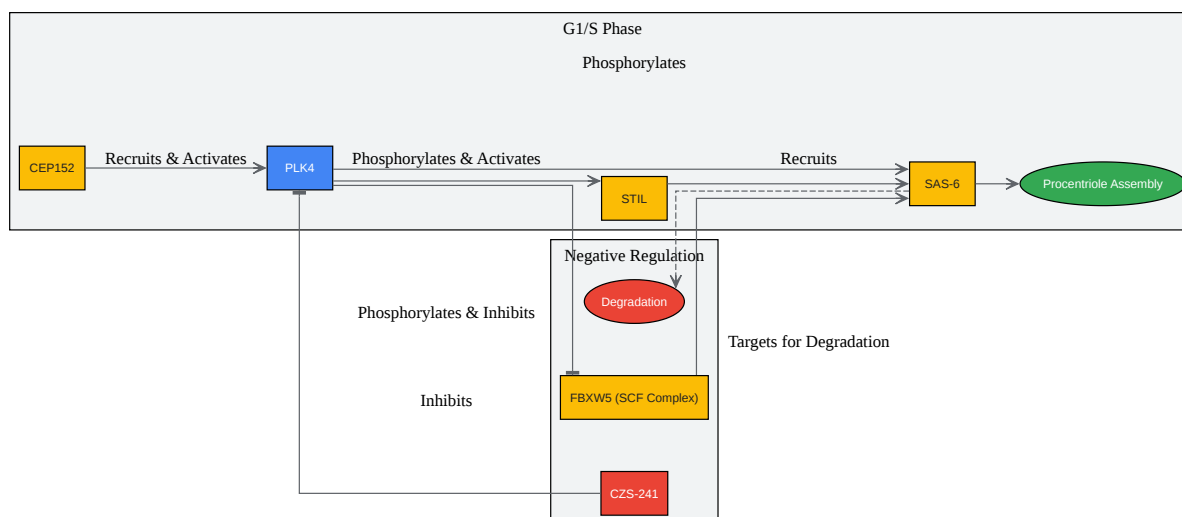 G1/S Phase
Phosphorylates
CEP152
Recruits & Activates
PLK4
Phosphorylates & Activates
Recruits
STIL
SAS-6
Procentriole Assembly
Negative Regulation
Degradation
Phosphorylates & Inhibits
Targets for Degradation
FBXW5 (SCF Complex)
Inhibits
CZS-241